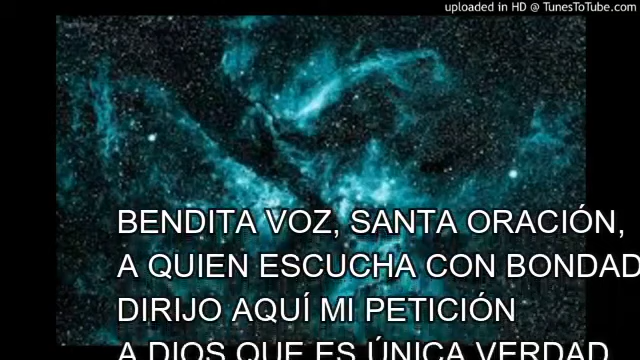 uploaded in HD @ TunesToTube.com
BENDITA VOZ, SANTA ORACIÓN,
A QUIEN ESCUCHA CON BONDAD
DIRIJO AQUÍ MI PETICIÓN
A DIOS QUE ES ÚNICA VERDAD